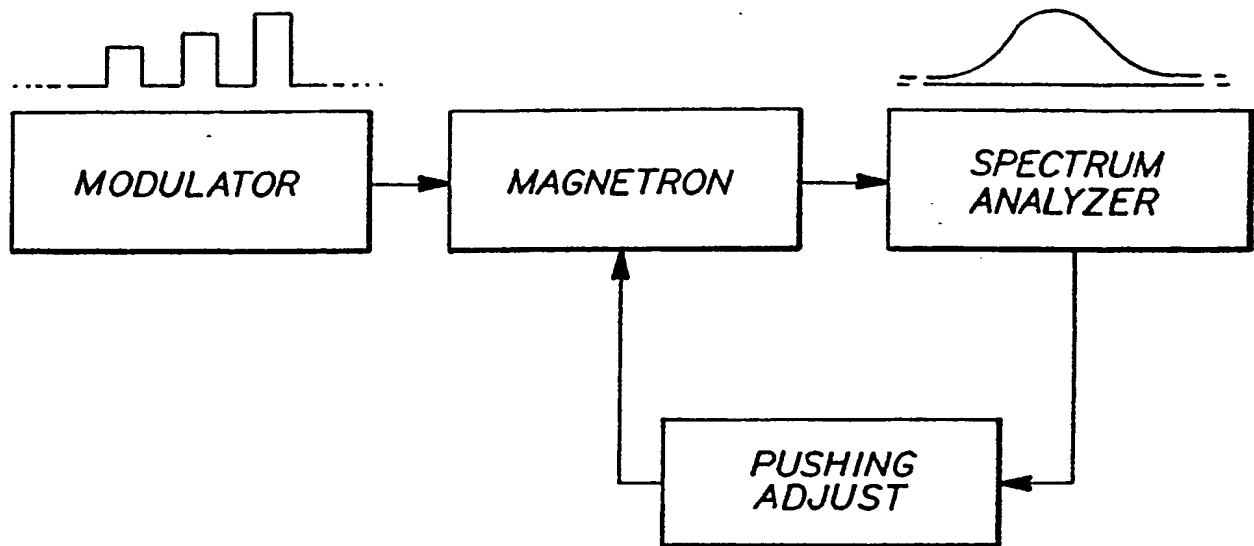 MODULATOR
MAGNETRON
SPECTRUM
ANALYZER
PUSHING
ADJUST